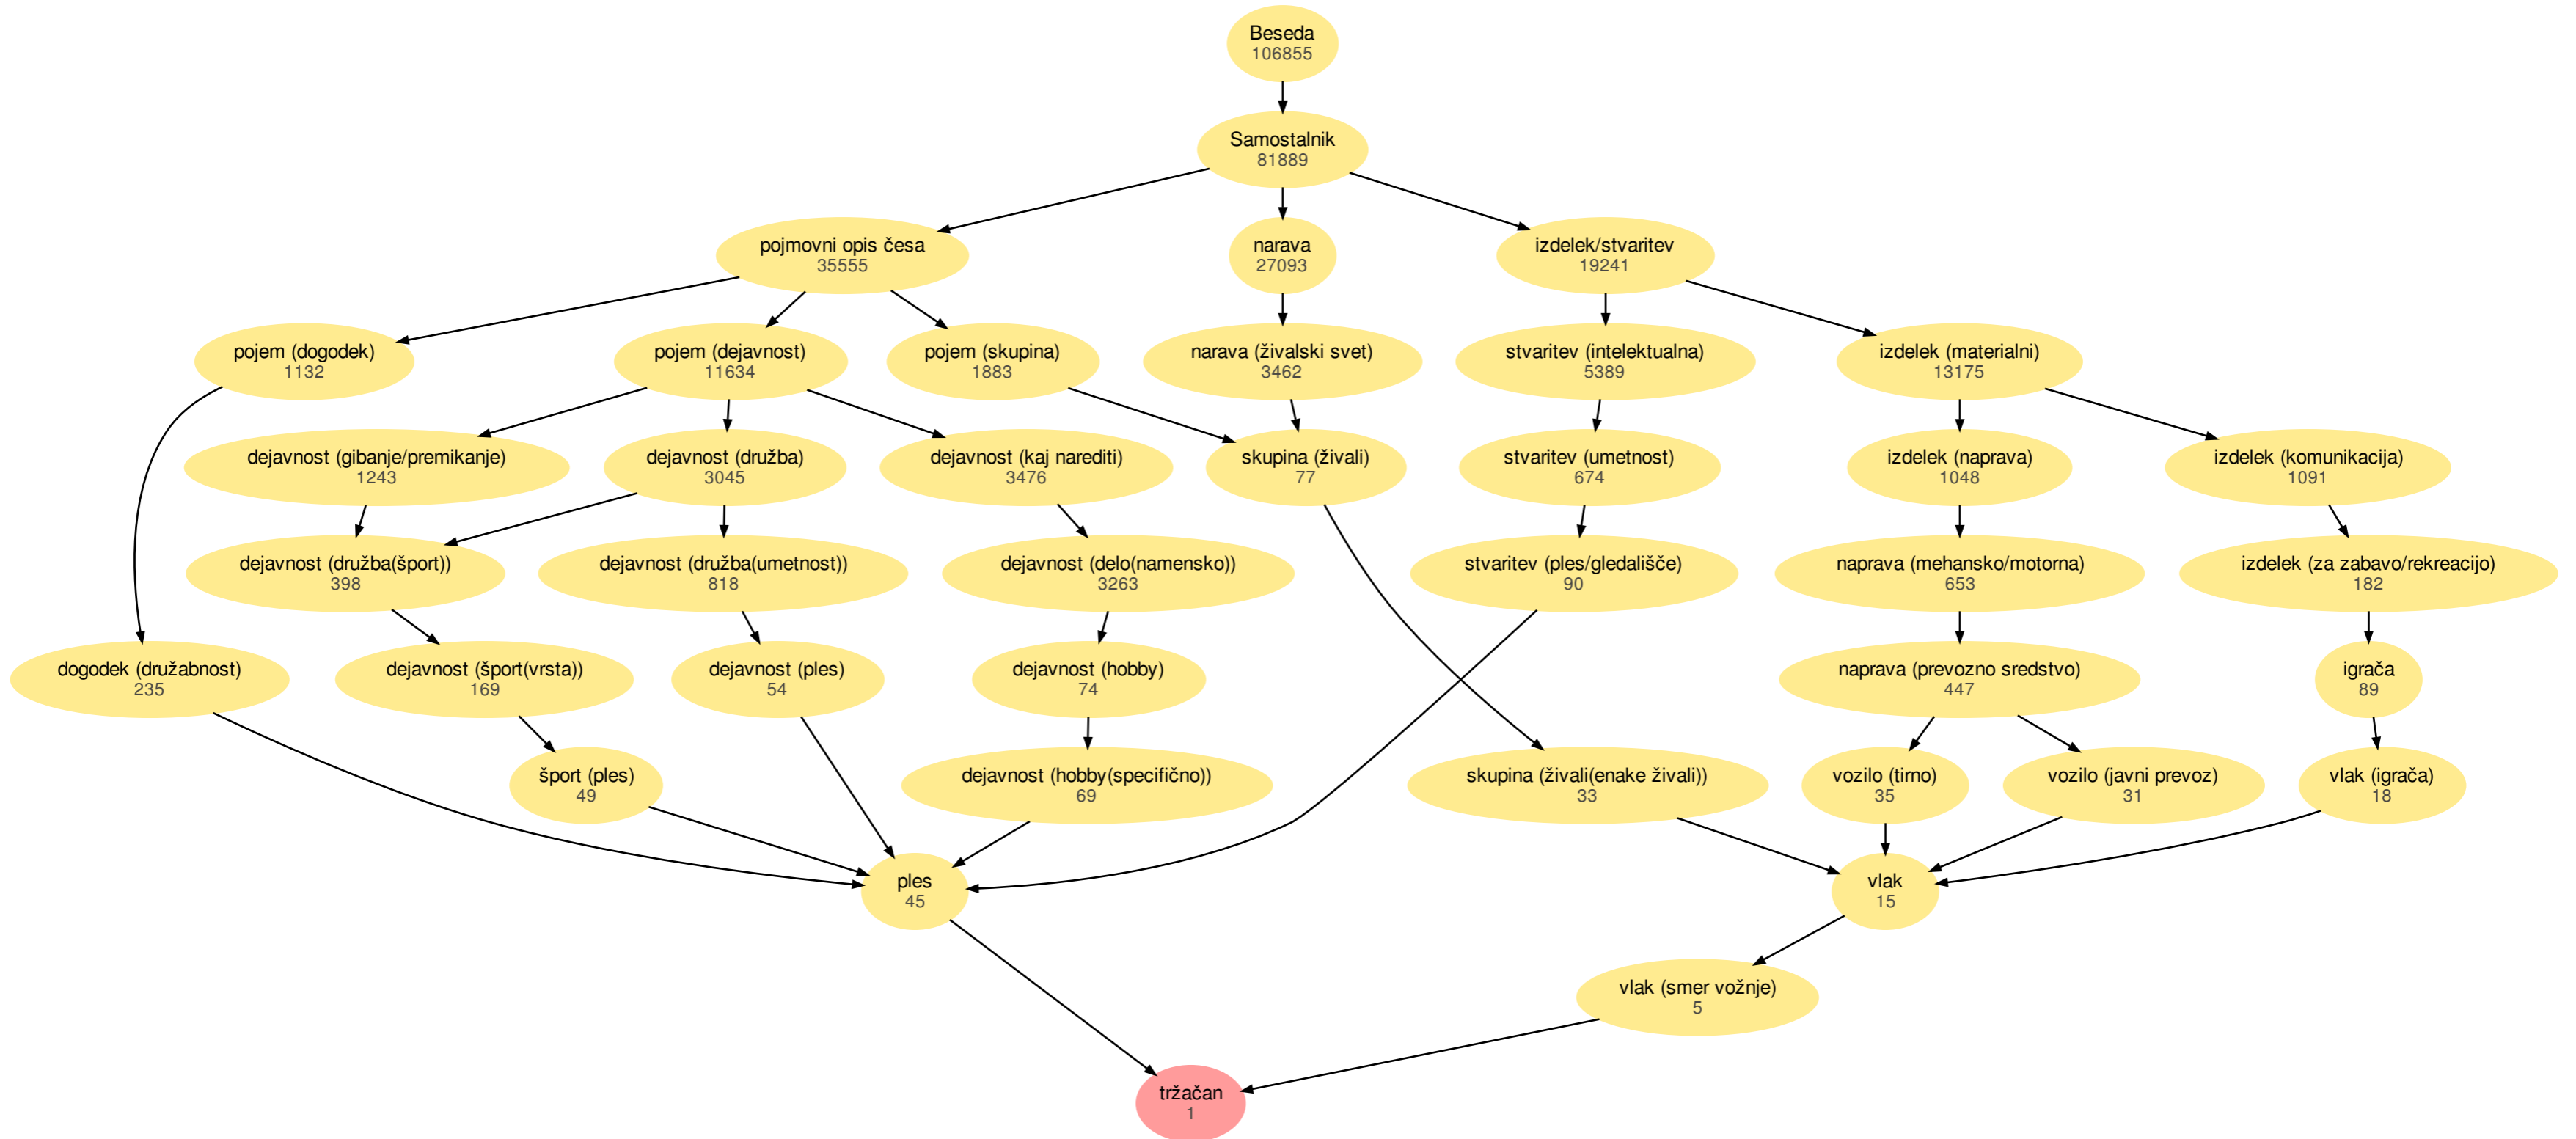 Beseda
106855
Samostalnik
81889
pojmovni opis česa
35555
narava
27093
izdelek/stvaritev
19241
pojem (dogodek)
1132
pojem (dejavnost)
11634
pojem (skupina)
1883
narava (živalski svet)
3462
stvaritev (intelektualna)
5389
izdelek (materialni)
13175
dejavnost (gibanje/premikanje)
1243
dejavnost (družba)
3045
dejavnost (kaj narediti)
3476
skupina (živali)
77
stvaritev (umetnost)
674
izdelek (naprava)
1048
izdelek (komunikacija)
1091
dejavnost (družba(šport))
398
dejavnost (družba(umetnost))
818
dejavnost (delo(namensko))
3263
stvaritev (ples/gledališče)
90
naprava (mehansko/motorna)
653
izdelek (za zabavo/rekreacijo)
182
dogodek (družabnost)
235
dejavnost (šport(vrsta))
169
dejavnost (ples)
54
dejavnost (hobby)
74
naprava (prevozno sredstvo)
447
igrača
89
šport (ples)
49
dejavnost (hobby(specifično))
69
skupina (živali(enake živali))
33
vozilo (tirno)
35
vozilo (javni prevoz)
31
vlak (igrača)
18
ples
45
vlak
15
vlak (smer vožnje)
5
tržačan
1